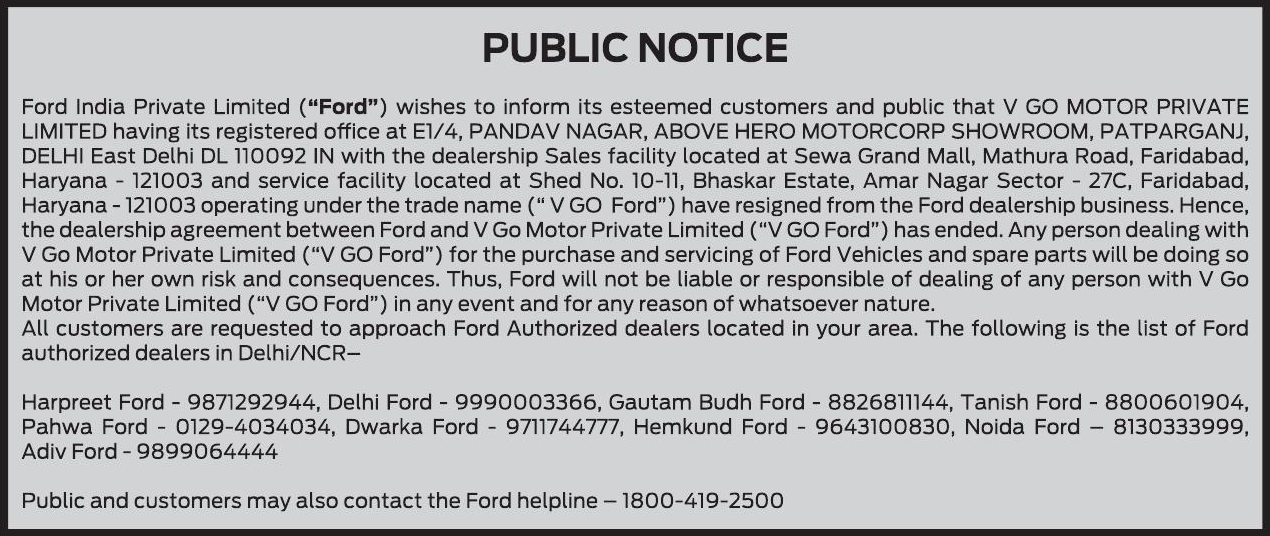 PUBLIC NOTICE
Ford India Private Limited (“Ford”) wishes to inform its esteemed customers and public that V GO MOTOR PRIVATE
LIMITED having its registered office at E1/4, PANDAV NAGAR, ABOVE HERO MOTORCORP SHOWROOM, PATPARGANJ,
DELHI East Delhi DL 110092 IN with the dealership Sales facility located at Sewa Grand Mall, Mathura Road, Faridabad,
Haryana - 121003 and service facility located at Shed No. 10-11, Bhaskar Estate, Amar Nagar Sector - 27C, Faridabad,
Haryana - 121003 operating under the trade name (“ V GO Ford”) have resigned from the Ford dealership business. Hence,
the dealership agreement between Ford and V Go Motor Private Limited (“V GO Ford”) has ended. Any person dealing with
V Go Motor Private Limited (“V GO Ford”) for the purchase and servicing of Ford Vehicles and spare parts will be doing so
at his or her own risk and consequences. Thus, Ford will not be liable or responsible of dealing of any person with V Go
Motor Private Limited (“V GO Ford”) in any event and for any reason of whatsoever nature.
All customers are requested to approach Ford Authorized dealers located in your area. The following is the list of Ford
authorized dealers in Delhi/NCR–
Harpreet Ford - 9871292944, Delhi Ford - 9990003366, Gautam Budh Ford - 8826811144, Tanish Ford - 8800601904,
Pahwa Ford - 0129-4034034, Dwarka Ford - 9711744777, Hemkund Ford - 9643100830, Noida Ford – 8130333999,
Adiv Ford - 9899064444
Public and customers may also contact the Ford helpline – 1800-419-2500